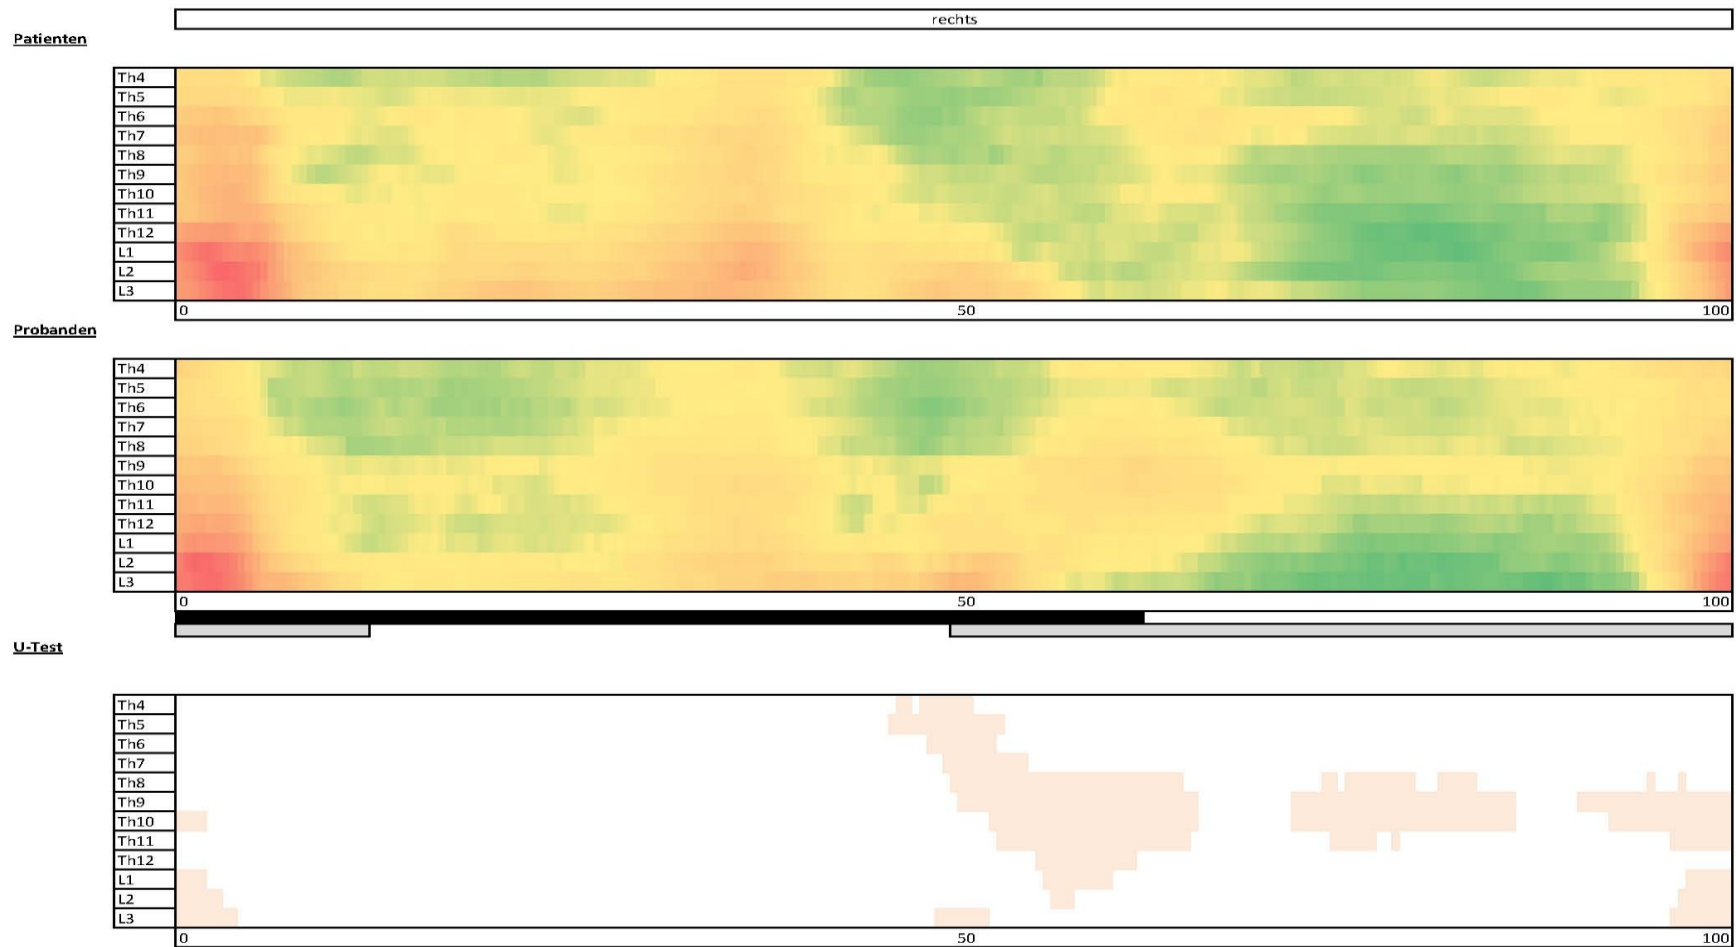 rechts
Patienten
Th4
Th5
Th6
Th7
Th8
Th9
Th10
Th11
Th12
L1
L2
L3
0 50 100
Probanden
Th4
Th5
Th6
Th7
Th8
Th9
Th10
Th11
Th12
L1
L2
L3
0 50 100
U-Test
Th4
Th5
Th6
Th7
Th8
Th9
Th10
Th11
Th12
L1
L2
L3
0 50 100